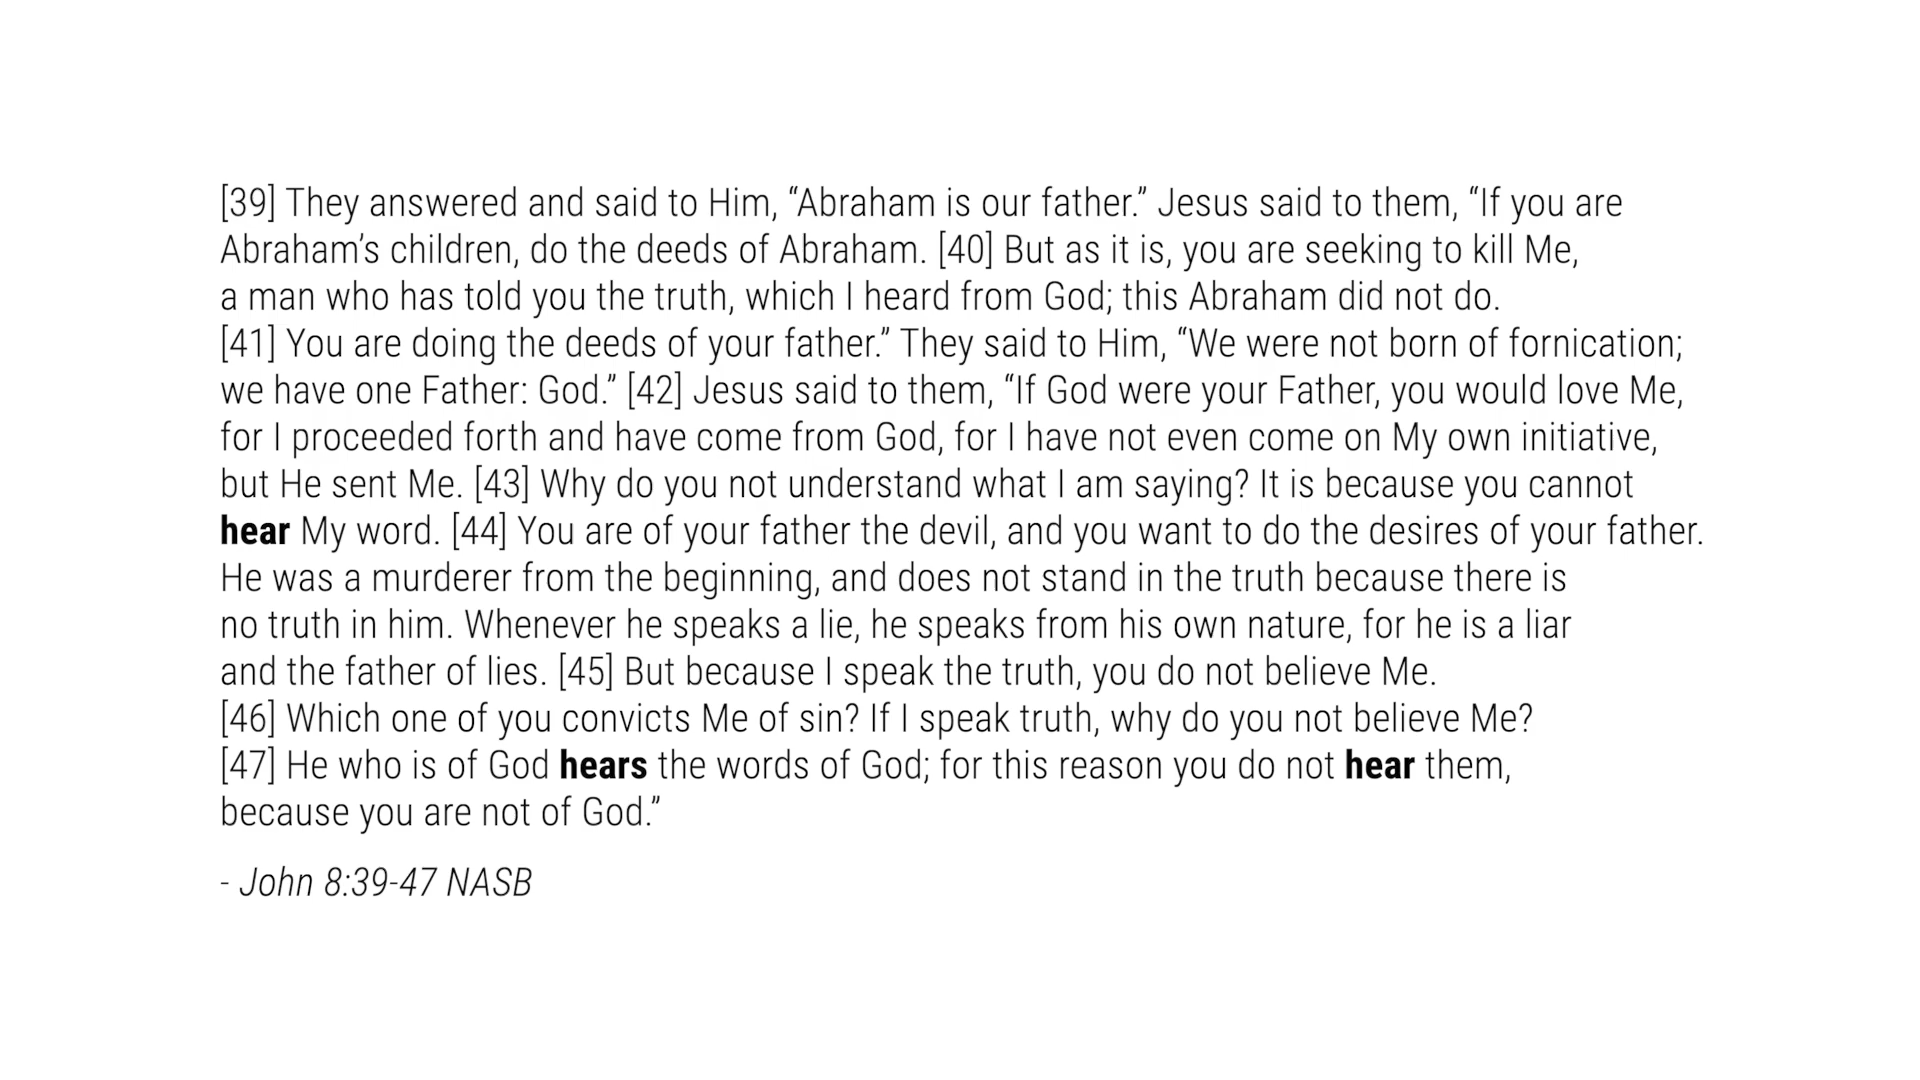 [39] They answered and said to Him, “Abraham is our father.” Jesus said to them, “If you are
Abraham’s children, do the deeds of Abraham. [40] But as it is, you are seeking to kill Me,
a man who has told you the truth, which I heard from God; this Abraham did not do.
[41] You are doing the deeds of your father.” They said to Him, “We were not born of fornication;
we have one Father: God.” [42] Jesus said to them, “If God were your Father, you would love Me,
for I proceeded forth and have come from God, for I have not even come on My own initiative,
but He sent Me. [43] Why do you not understand what I am saying? It is because you cannot
hear My word. [44] You are of your father the devil, and you want to do the desires of your father.
He was a murderer from the beginning, and does not stand in the truth because there is
no truth in him. Whenever he speaks a lie, he speaks from his own nature, for he is a liar
and the father of lies. [45] But because I speak the truth, you do not believe Me.
[46] Which one of you convicts Me of sin? If I speak truth, why do you not believe Me?
[47] He who is of God hears the words of God; for this reason you do not hear them,
because you are not of God.”
- John 8:39-47 NASB